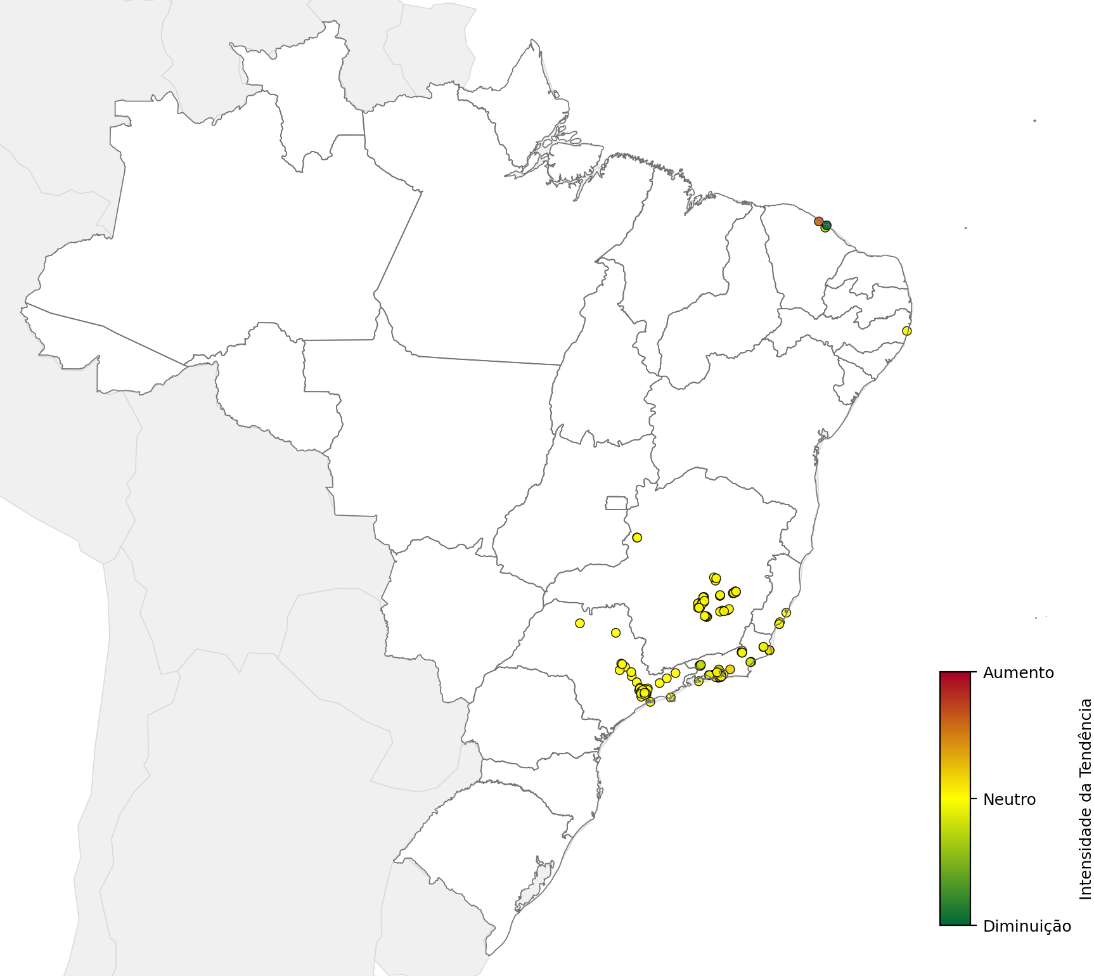 Aumento
Neutro
Diminuição
Intensidade da Tendência